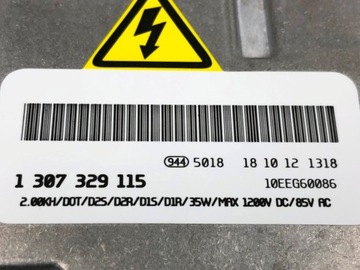 944 5018 18 10 12 1318
1 307 329 115 10EEG60086
2.00KH/DOT/D2S/D2R/D1S/D1R/35W/MAX 1200V DC/85V AC